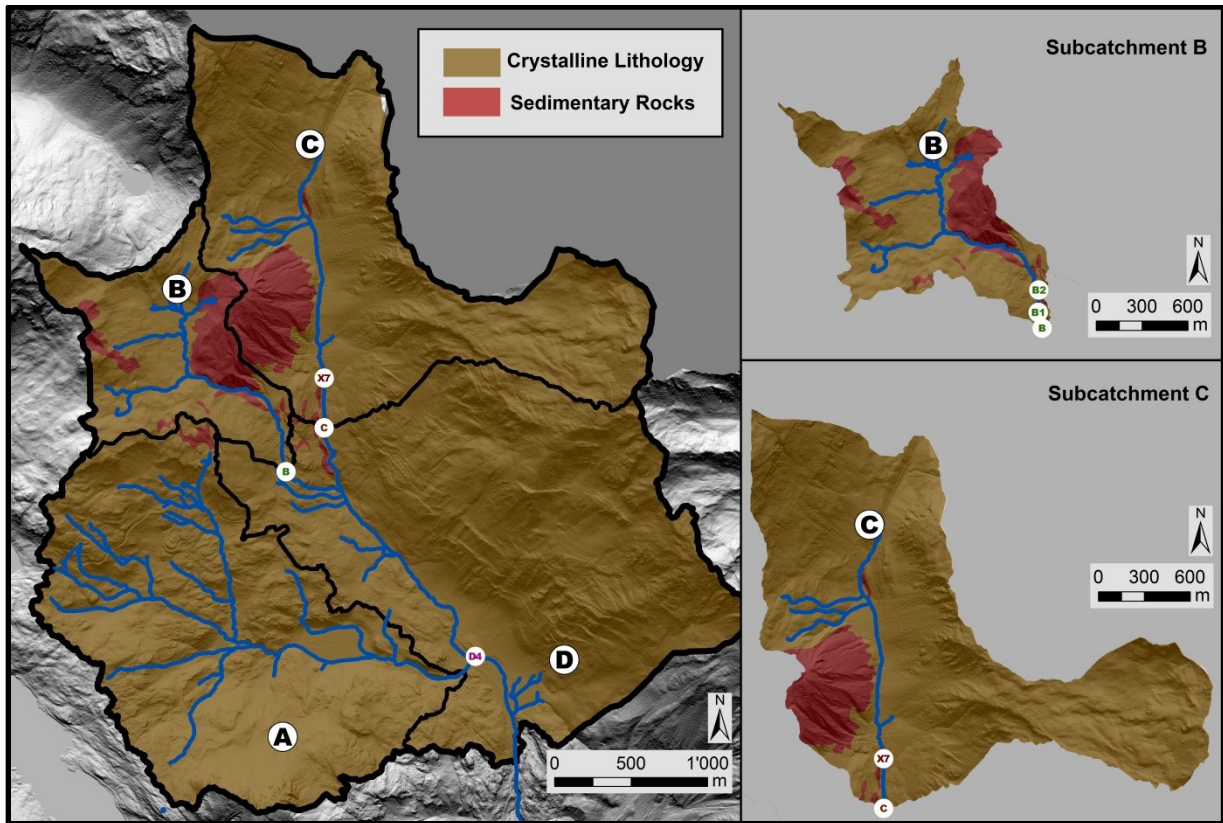 Crystalline Lithology
Sedimentary Rocks
C
B
X7
C
B
D4
D
A
N
0 500 1'000
m
Subcatchment B
B
N
B2
0 300 600
m
B1
B
Subcatchment C
C
N
0 300 600
m
X7
C